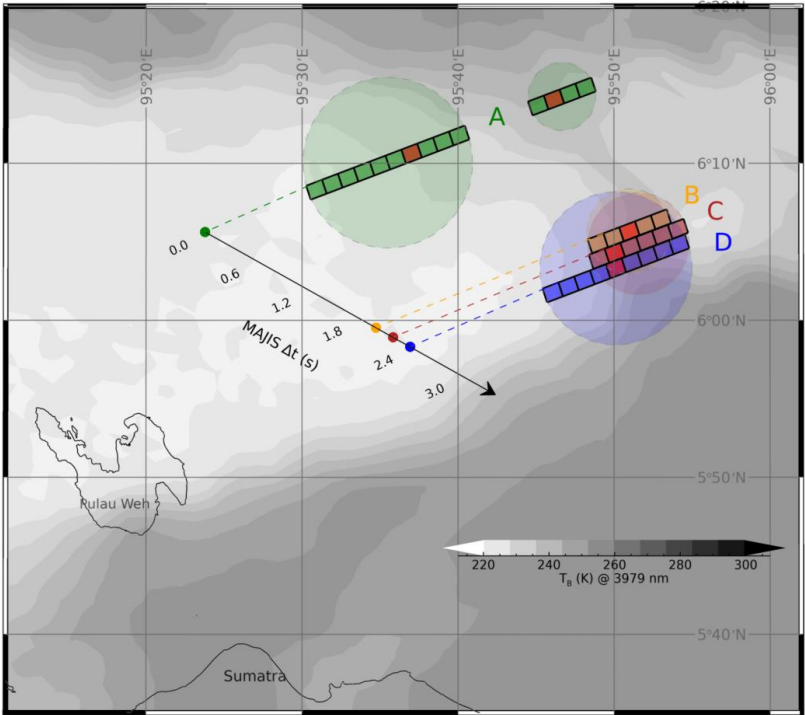 6°20'N
95°20'E
95°30'E
95°40'E
95°50'E
96°00'E
A
6°10'N
B
C
D
0.0
0.6
1.2
1.8
2.4
3.0
MAJIS Δt (s)
6°00'N
5°50'N
Pulau Weh
220 240 260 280 300
T_B (K) @ 3979 nm
5°40'N
Sumatra